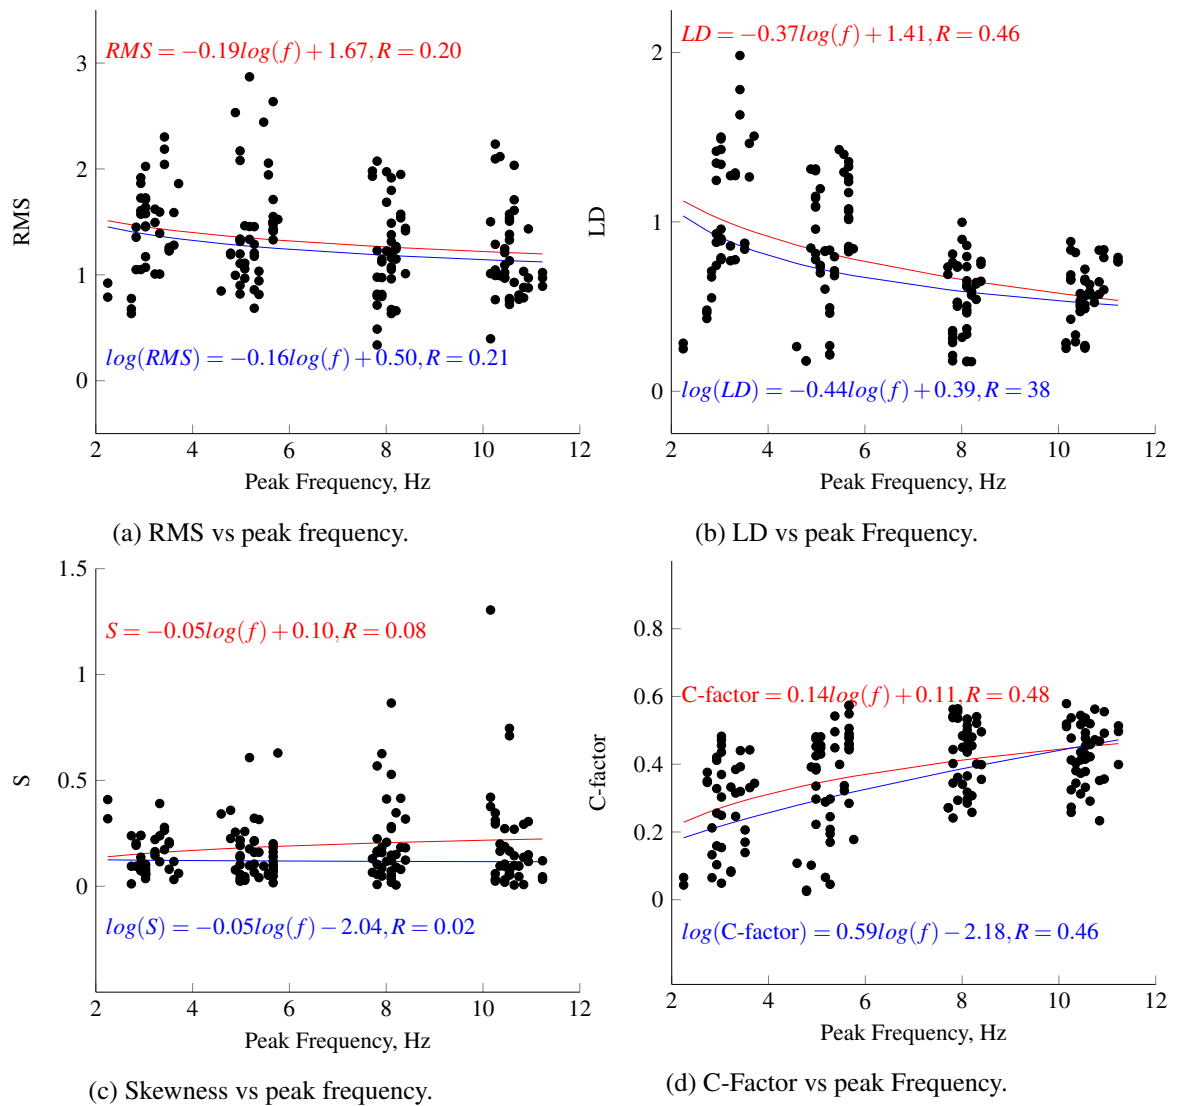 RMS = −0.19log(f) + 1.67, R = 0.20
3
2
1
0
RMS
log(RMS) = −0.16log(f) + 0.50, R = 0.21
2 4 6 8 10 12
Peak Frequency, Hz
(a) RMS vs peak frequency.
LD = −0.37log(f) + 1.41, R = 0.46
2
1
0
LD
log(LD) = −0.44log(f) + 0.39, R = 38
2 4 6 8 10 12
Peak Frequency, Hz
(b) LD vs peak Frequency.
1.5
1
0.5
0
S
S = −0.05log(f) + 0.10, R = 0.08
log(S) = −0.05log(f) − 2.04, R = 0.02
2 4 6 8 10 12
Peak Frequency, Hz
(c) Skewness vs peak frequency.
0.8
0.6
0.4
0.2
0
C-factor
C-factor = 0.14log(f) + 0.11, R = 0.48
log(C-factor) = 0.59log(f) − 2.18, R = 0.46
2 4 6 8 10 12
Peak Frequency, Hz
(d) C-Factor vs peak Frequency.